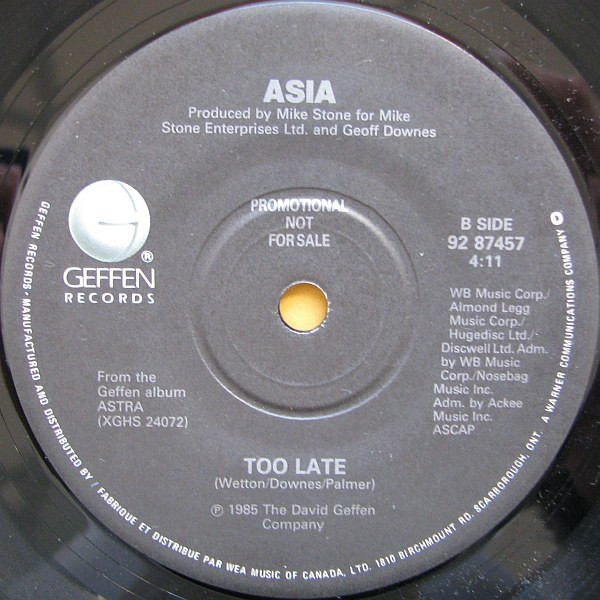 ASIA
Produced by Mike Stone for Mike
Stone Enterprises Ltd. and Geoff Downes
PROMOTIONAL
NOT
FOR SALE
GEFFEN
RECORDS
®
B SIDE
92 87457
4:11
WB Music Corp./
Almond Legg
Music Corp./
Hugedisc Ltd./
Discwell Ltd. Adm.
by WB Music
Corp./Nosebag
Music Inc.
Adm. by Ackee
Music Inc.
ASCAP
From the
Geffen album
ASTRA
(XGHS 24072)
TOO LATE
(Wetton/Downes/Palmer)
℗ 1985 The David Geffen
Company
GEFFEN RECORDS · MANUFACTURED AND DISTRIBUTED BY / FABRIQUE ET DISTRIBUE PAR WEA MUSIC OF CANADA, LTD. 1810 BIRCHMOUNT RD. SCARBOROUGH, ONT. A WARNER COMMUNICATIONS COMPANY